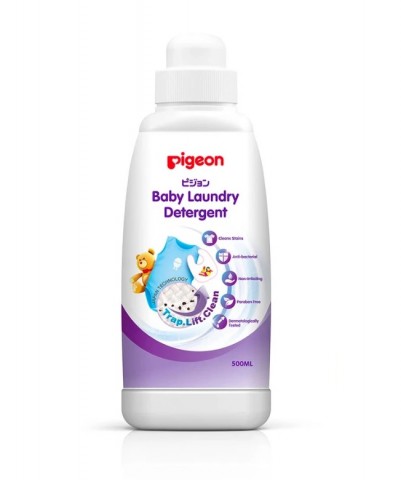 pigeon
ピジョン
Baby Laundry
Detergent
Cleans Stains
Anti-bacterial
Non-irritating
Paraben Free
Dermatologically
Tested
TECHNOLOGY
Trap.Lift.Clean
500ML